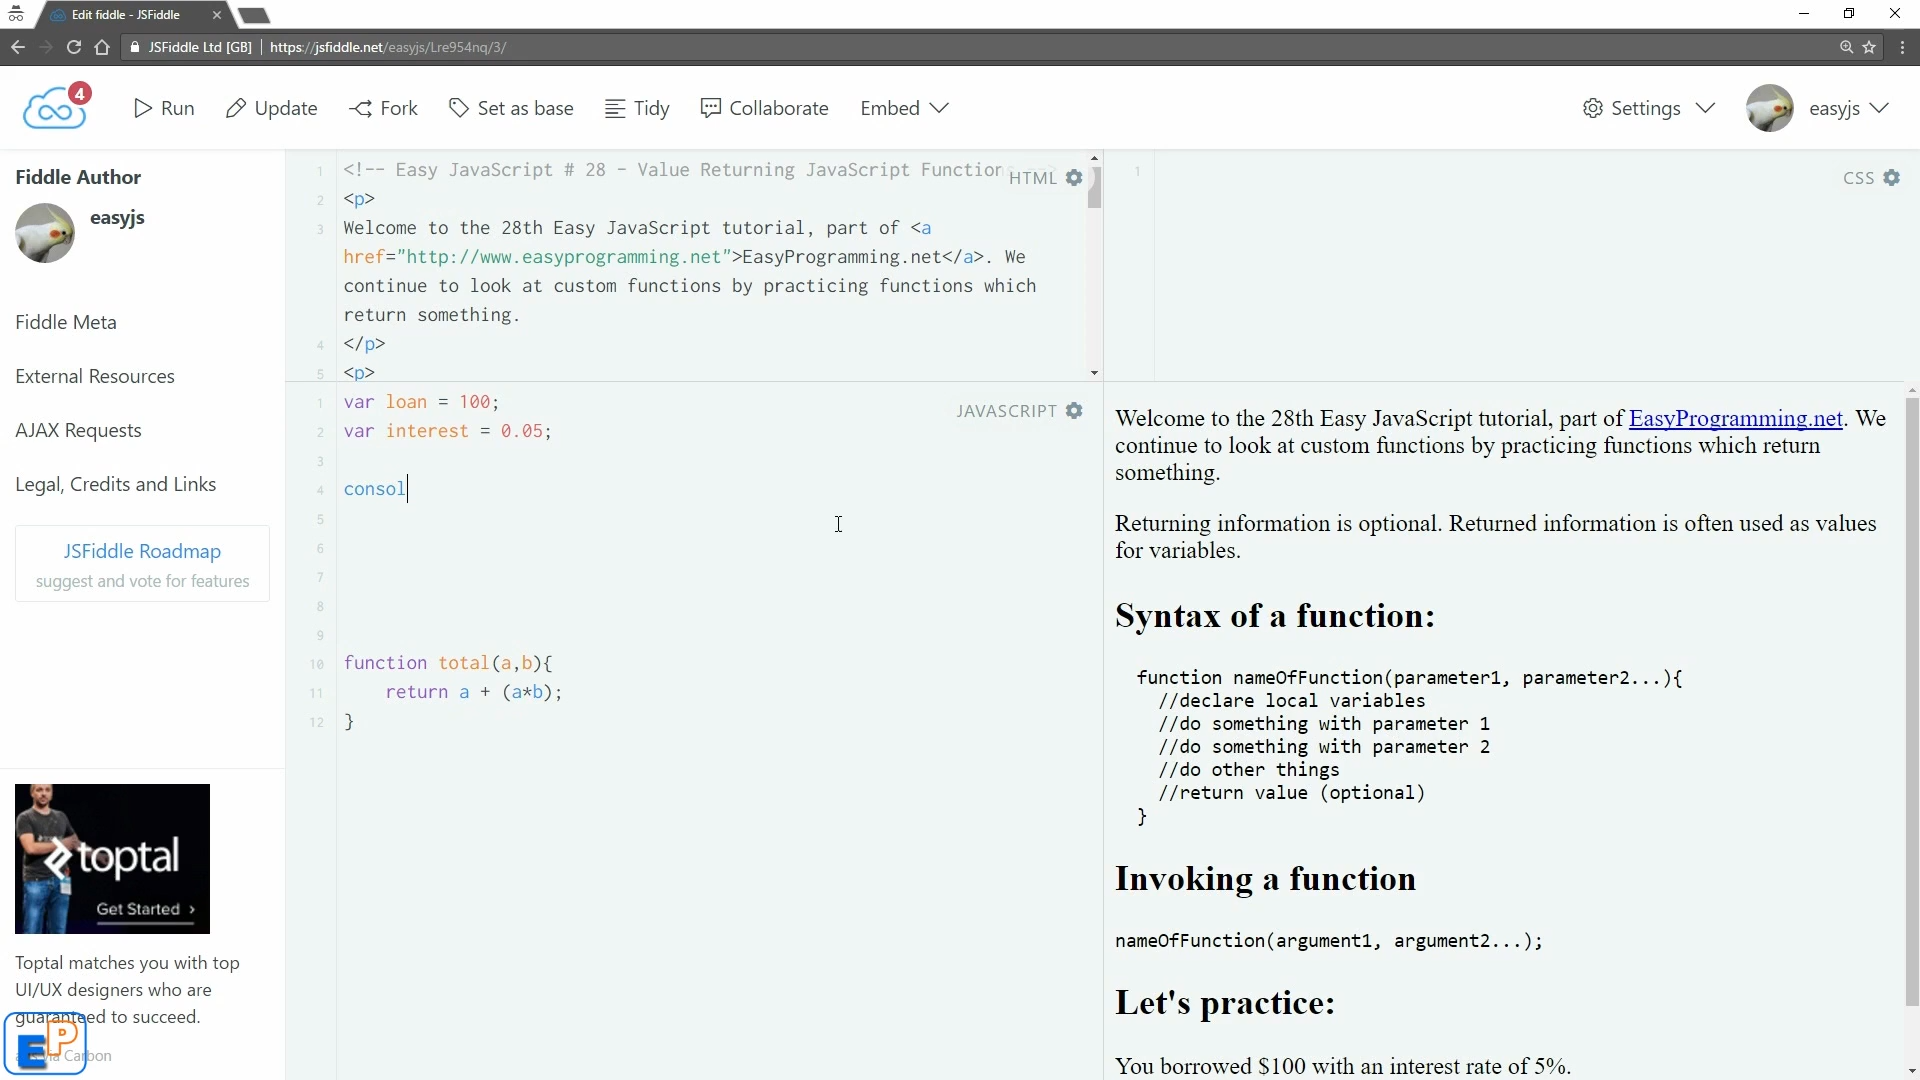 Edit fiddle - JSFiddle
JSFiddle Ltd [GB] | https://jsfiddle.net/easyjs/Lre954nq/3/
4
Run
Update
Fork
Set as base
Tidy
Collaborate
Embed
Settings
easyjs
Fiddle Author
easyjs
Fiddle Meta
External Resources
AJAX Requests
Legal, Credits and Links
JSFiddle Roadmap
suggest and vote for features
toptal
Get Started >
Toptal matches you with top
UI/UX designers who are
guaranteed to succeed.
via Carbon
EP
HTML
1 <!-- Easy JavaScript # 28 - Value Returning JavaScript Function
2 <p>
3 Welcome to the 28th Easy JavaScript tutorial, part of <a
href="http://www.easyprogramming.net">EasyProgramming.net</a>. We
continue to look at custom functions by practicing functions which
return something.
4 </p>
5 <p>
CSS
1
JAVASCRIPT
1 var loan = 100;
2 var interest = 0.05;
3
4 consol
5
6
7
8
9
10 function total(a,b){
11 return a + (a*b);
12 }
Welcome to the 28th Easy JavaScript tutorial, part of EasyProgramming.net. We
continue to look at custom functions by practicing functions which return
something.
Returning information is optional. Returned information is often used as values
for variables.
Syntax of a function:
function nameOfFunction(parameter1, parameter2...){
//declare local variables
//do something with parameter 1
//do something with parameter 2
//do other things
//return value (optional)
}
Invoking a function
nameOfFunction(argument1, argument2...);
Let's practice:
You borrowed $100 with an interest rate of 5%.